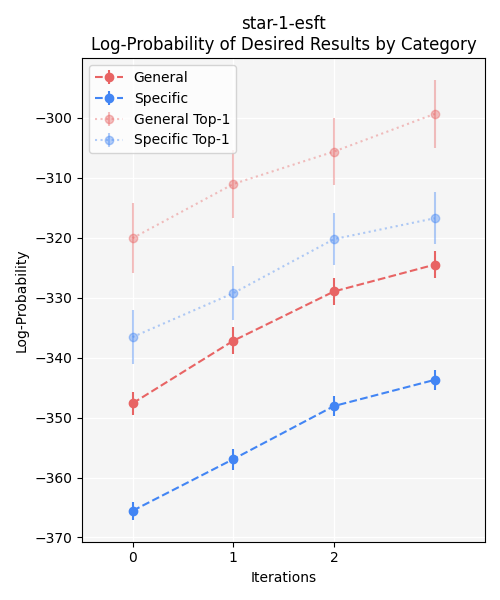 star-1-esft
Log-Probability of Desired Results by Category
General
Specific
General Top-1
Specific Top-1
−300
−310
−320
−330
−340
−350
−360
−370
Log-Probability
0 1 2
Iterations